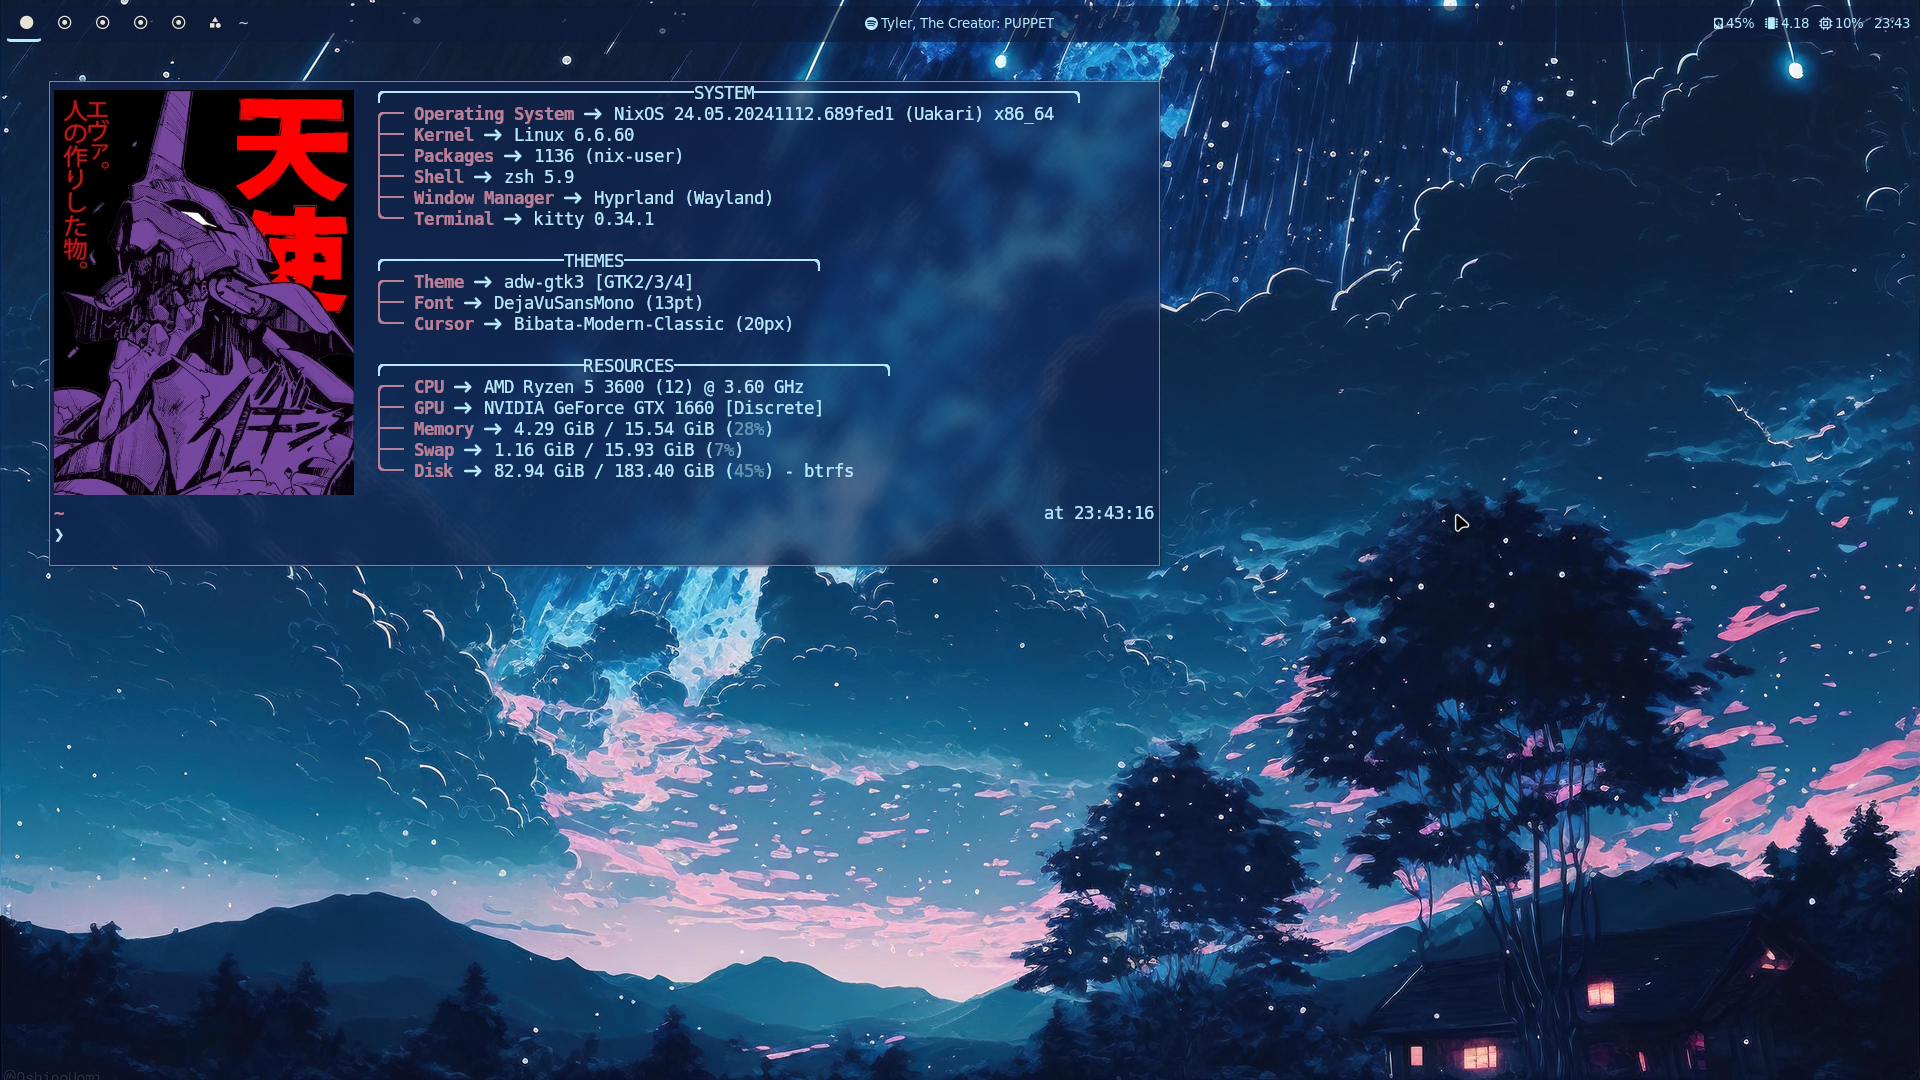 ~
Tyler, The Creator: PUPPET
45% 4.18 10% 23:43
天使
エヴァ。
人の作りした物。
SYSTEM
Operating System → NixOS 24.05.20241112.689fed1 (Uakari) x86_64
Kernel → Linux 6.6.60
Packages → 1136 (nix-user)
Shell → zsh 5.9
Window Manager → Hyprland (Wayland)
Terminal → kitty 0.34.1
THEMES
Theme → adw-gtk3 [GTK2/3/4]
Font → DejaVuSansMono (13pt)
Cursor → Bibata-Modern-Classic (20px)
RESOURCES
CPU → AMD Ryzen 5 3600 (12) @ 3.60 GHz
GPU → NVIDIA GeForce GTX 1660 [Discrete]
Memory → 4.29 GiB / 15.54 GiB (28%)
Swap → 1.16 GiB / 15.93 GiB (7%)
Disk → 82.94 GiB / 183.40 GiB (45%) - btrfs
~
at 23:43:16
❯
@OshinoUomi